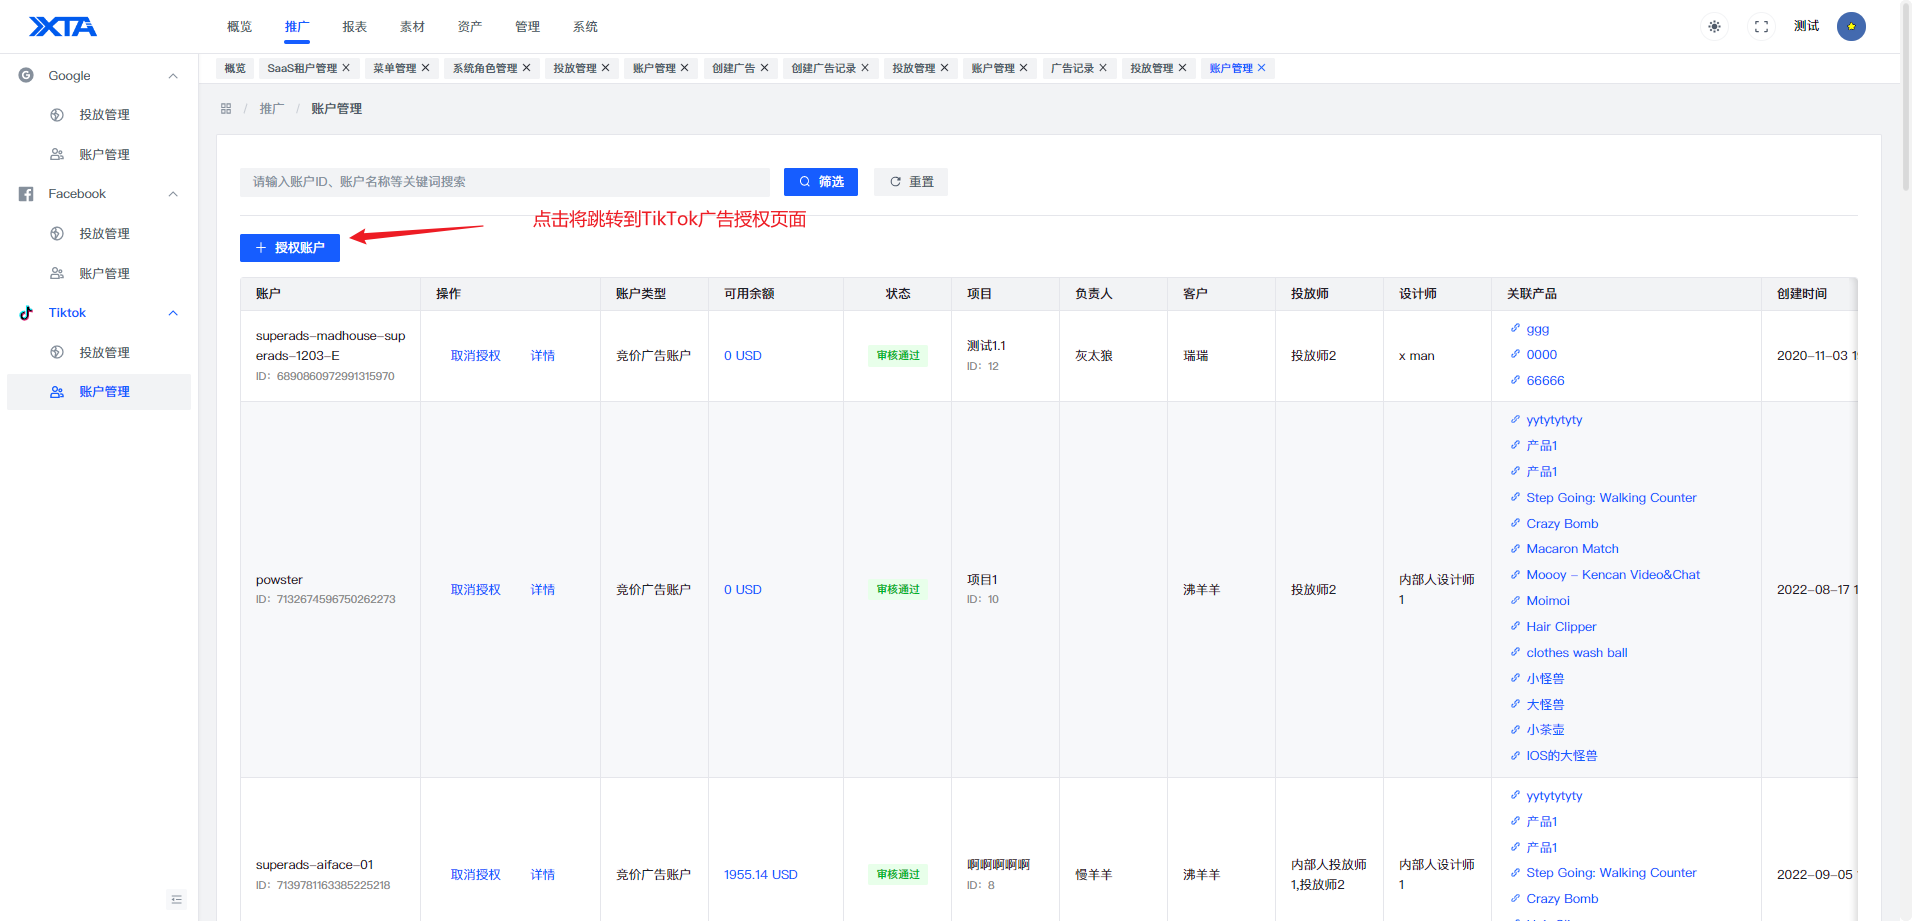 XTA
概览 推广 报表 素材 资产 管理 系统
测试
概览 SaaS租户管理 菜单管理 系统角色管理 投放管理 账户管理 创建广告 创建广告记录 投放管理 账户管理 广告记录 投放管理 账户管理
Google
投放管理
账户管理
Facebook
投放管理
账户管理
Tiktok
投放管理
账户管理
/ 推广 / 账户管理
请输入账户ID、账户名称等关键词搜索
筛选
重置
点击将跳转到TikTok广告授权页面
授权账户
账户 操作 账户类型 可用余额 状态 项目 负责人 客户 投放师 设计师 关联产品 创建时间
superads-madhouse-sup
erads-1203-E
ID: 6890860972991315970
取消授权 详情
竞价广告账户
0 USD
审核通过
测试1.1
ID: 12
灰太狼
瑞瑞
投放师2
x man
ggg
0000
66666
2020-11-03
powster
ID: 7132674596750262273
取消授权 详情
竞价广告账户
0 USD
审核通过
项目1
ID: 10
沸羊羊
投放师2
内部人设计师
1
yytytytyty
产品1
产品1
Step Going: Walking Counter
Crazy Bomb
Macaron Match
Moooy - Kencan Video&Chat
Moimoi
Hair Clipper
clothes wash ball
小怪兽
大怪兽
小茶壶
IOS的大怪兽
2022-08-17
superads-aiface-01
ID: 7139781163385225218
取消授权 详情
竞价广告账户
1955.14 USD
审核通过
啊啊啊啊啊
ID: 8
慢羊羊
沸羊羊
内部人投放师
1,投放师2
内部人设计师
1
yytytytyty
产品1
产品1
Step Going: Walking Counter
Crazy Bomb
2022-09-05